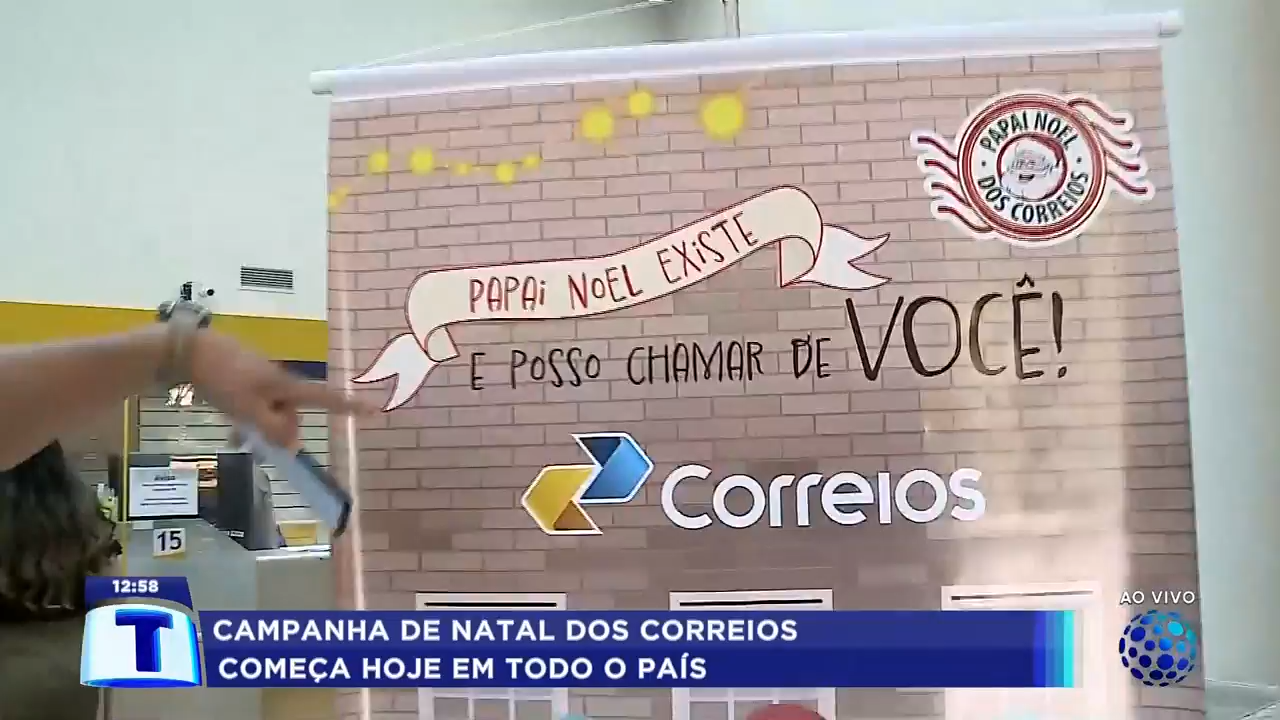 PAPAI NOEL
DOS CORREIOS
PAPAI NOEL EXISTE
E POSSO CHAMAR DE VOCÊ!
Correios
AVISO
15
12:58
T
CAMPANHA DE NATAL DOS CORREIOS
COMEÇA HOJE EM TODO O PAÍS
AO VIVO